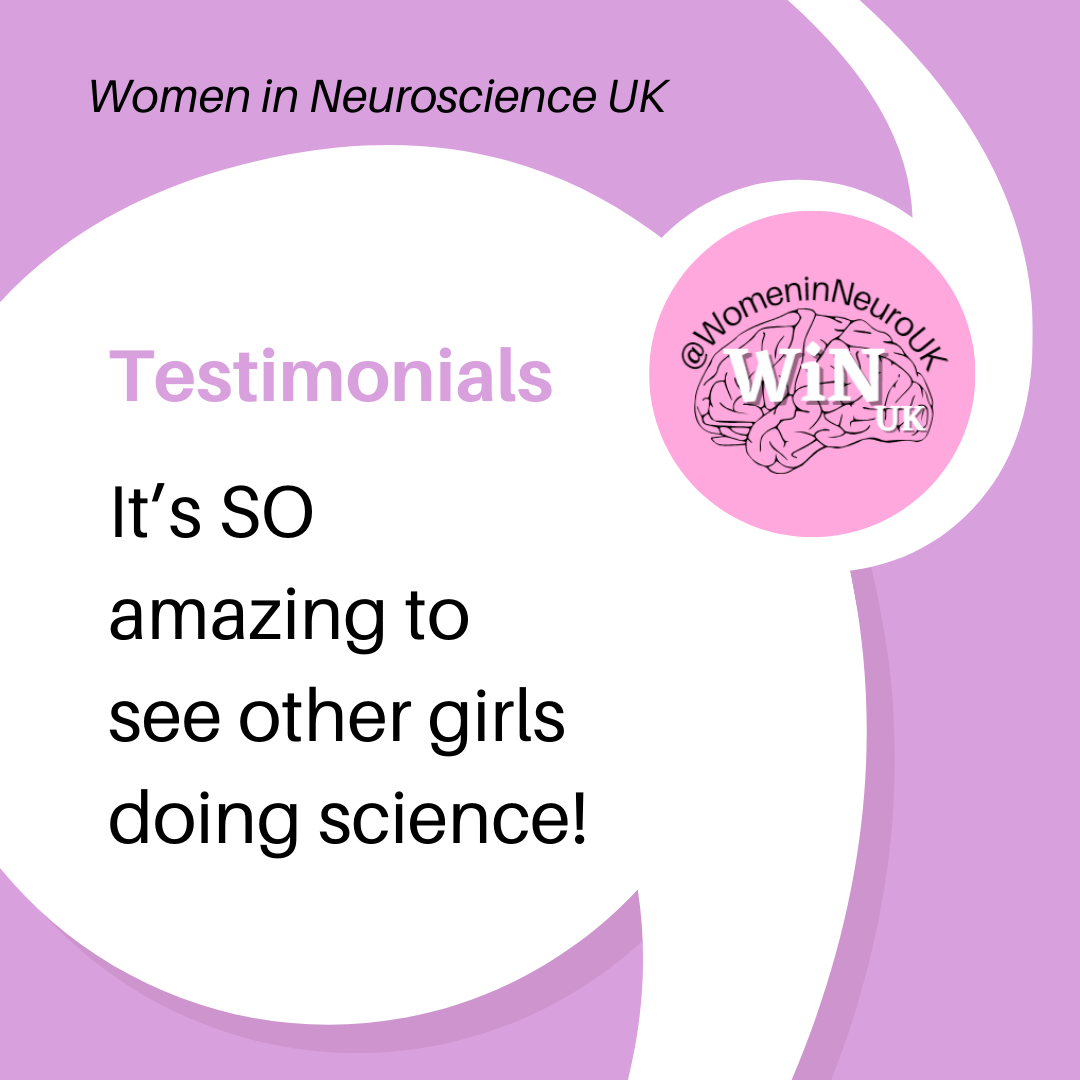 Women in Neuroscience UK
@WomeninNeuroUK
WiN
UK
Testimonials
It’s SO
amazing to
see other girls
doing science!